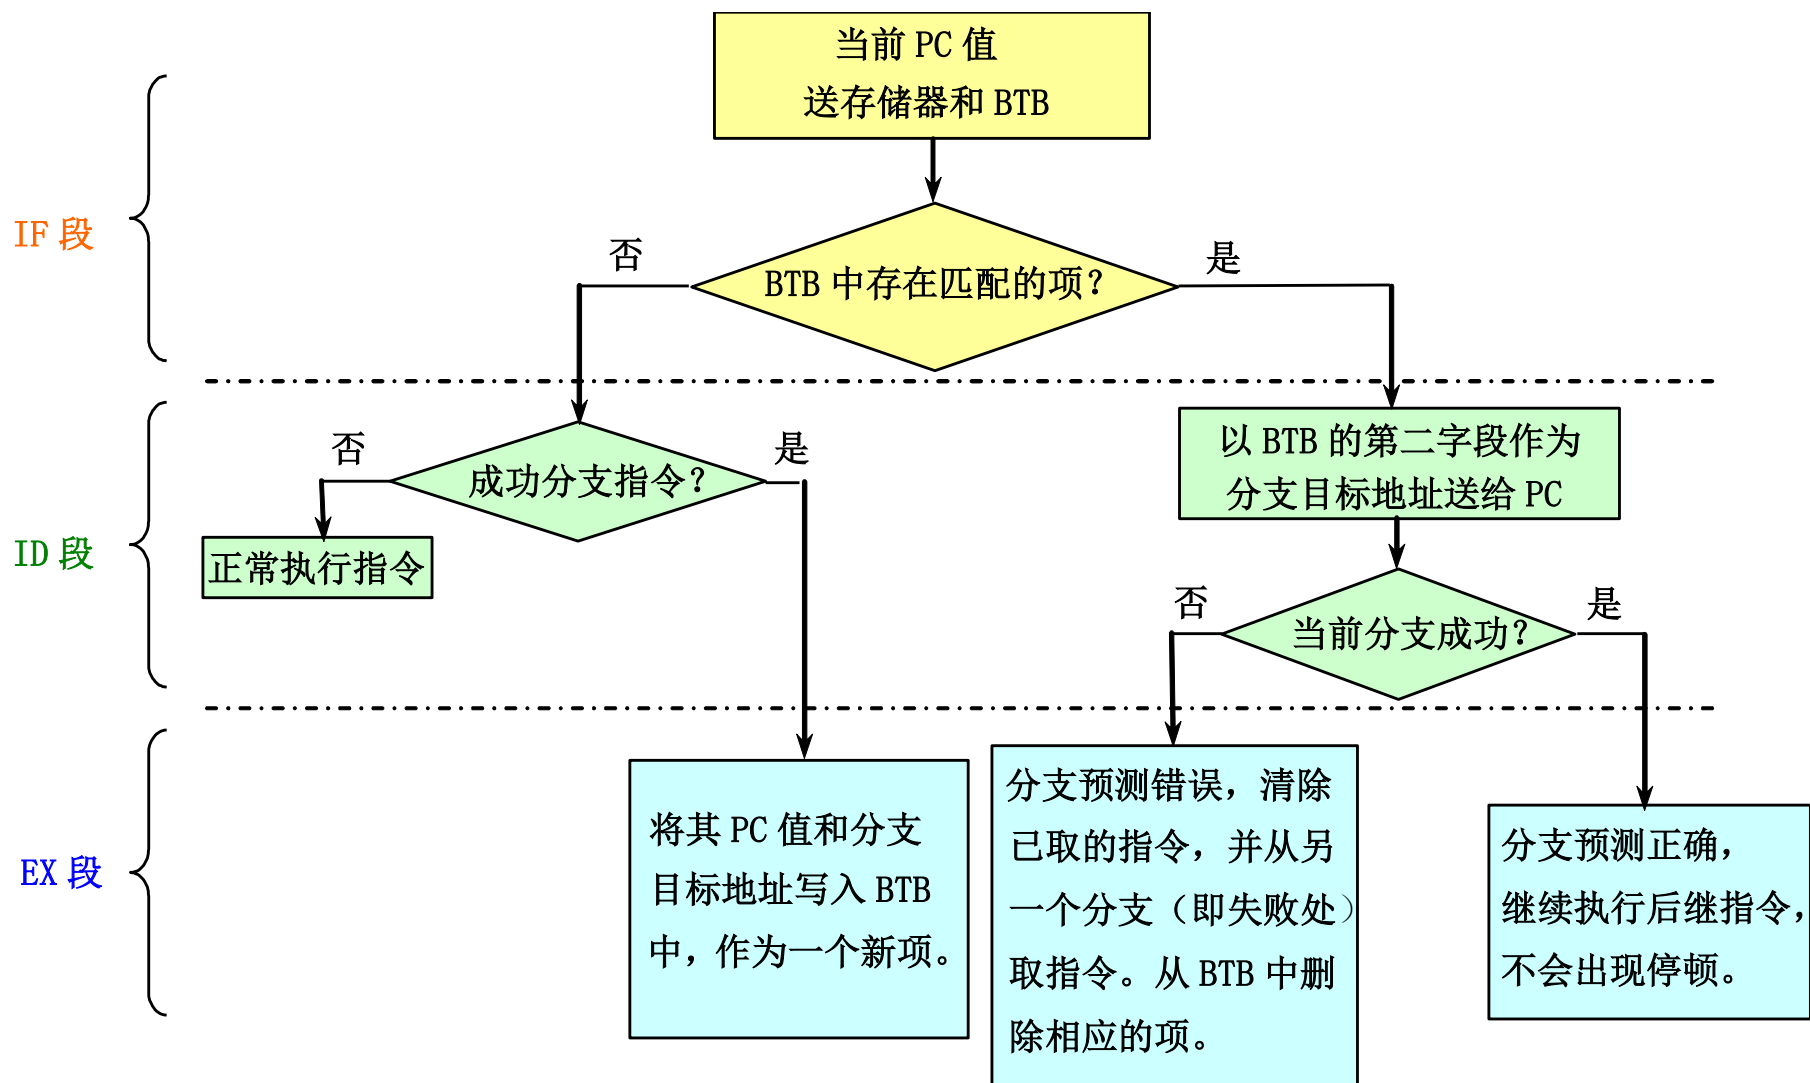 当前 PC 值
送存储器和 BTB
IF 段
否
是
BTB 中存在匹配的项？
否
是
成功分支指令？
以 BTB 的第二字段作为
分支目标地址送给 PC
ID 段
正常执行指令
否
是
当前分支成功？
EX 段
将其 PC 值和分支
目标地址写入 BTB
中，作为一个新项。
分支预测错误，清除
已取的指令，并从另
一个分支（即失败处）
取指令。从 BTB 中删
除相应的项。
分支预测正确，
继续执行后继指令，
不会出现停顿。